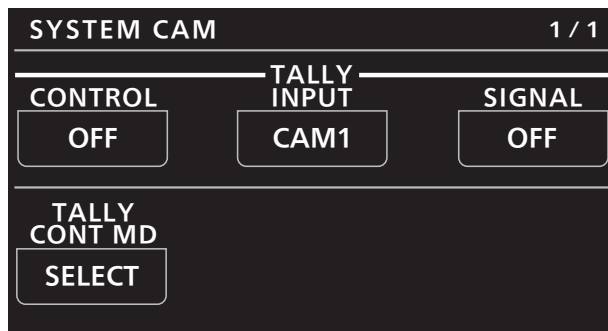 SYSTEM CAM 1 / 1
TALLY
CONTROL INPUT SIGNAL
OFF CAM1 OFF
TALLY
CONT MD
SELECT